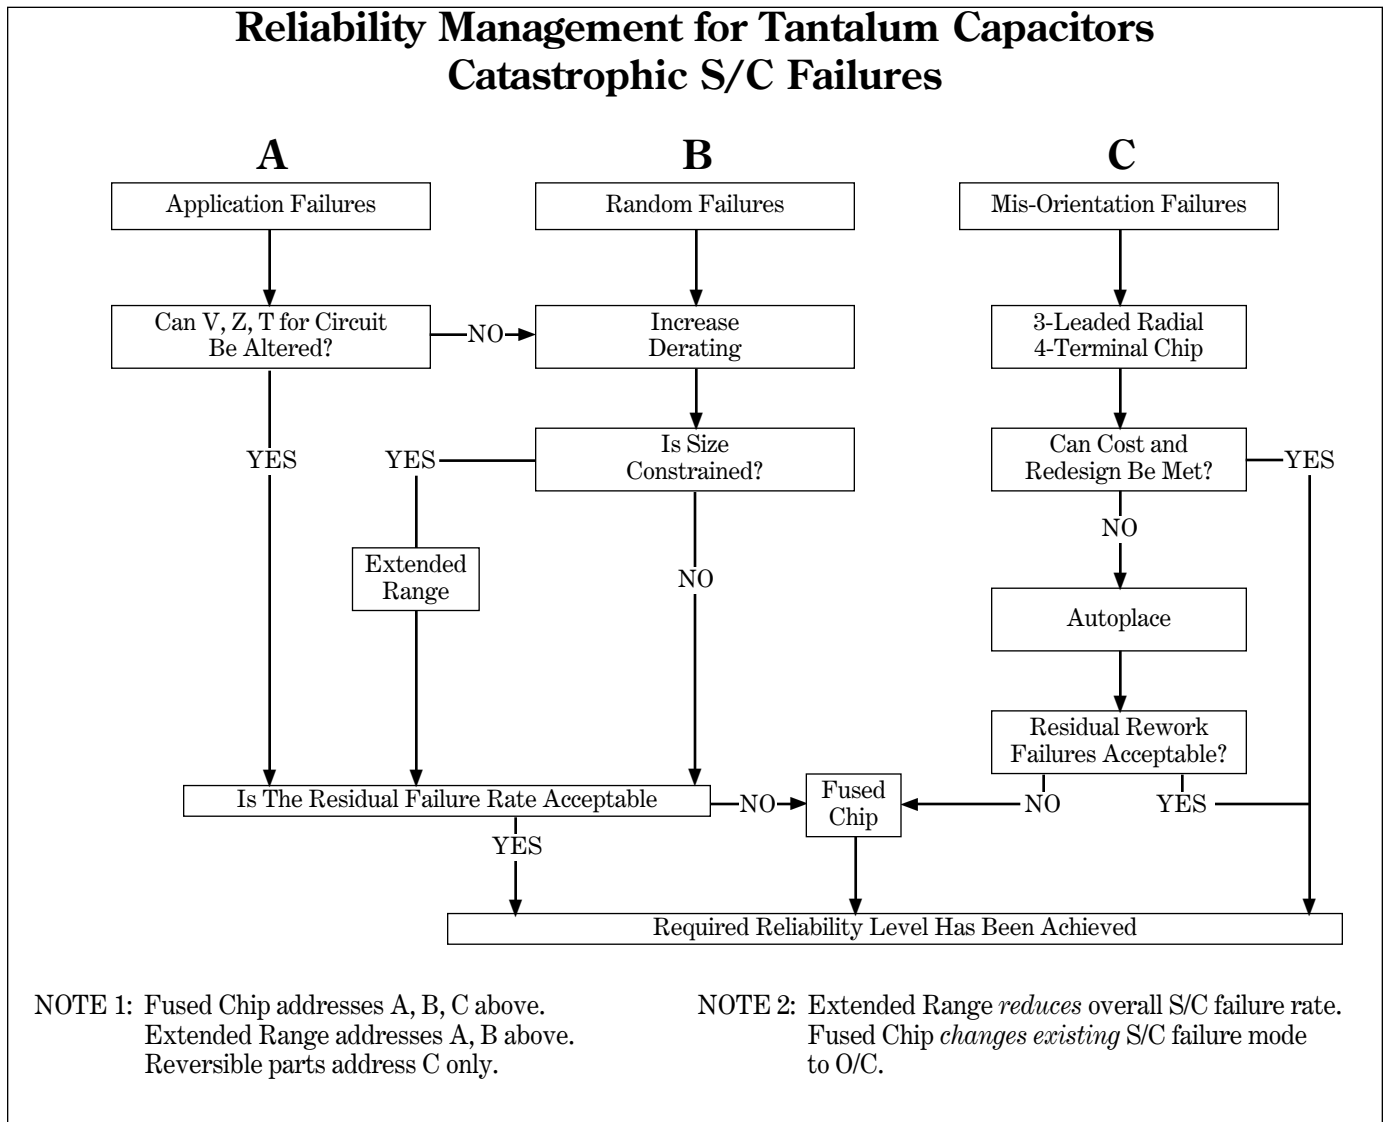 Reliability Management for Tantalum Capacitors
Catastrophic S/C Failures
A
B
C
Application Failures
Random Failures
Mis-Orientation Failures
Can V, Z, T for Circuit
Be Altered?
NO
Increase
Derating
3-Leaded Radial
4-Terminal Chip
YES
YES
Is Size
Constrained?
Can Cost and
Redesign Be Met?
YES
NO
Extended
Range
NO
Autoplace
Residual Rework
Failures Acceptable?
Is The Residual Failure Rate Acceptable
NO
Fused
Chip
NO
YES
YES
Required Reliability Level Has Been Achieved
NOTE 1: Fused Chip addresses A, B, C above.
Extended Range addresses A, B above.
Reversible parts address C only.
NOTE 2: Extended Range reduces overall S/C failure rate.
Fused Chip changes existing S/C failure mode
to O/C.